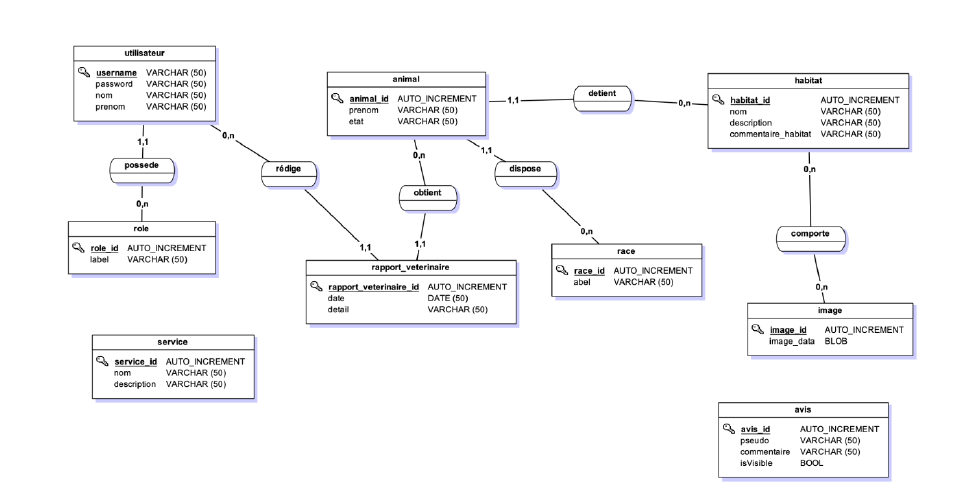 utilisateur
username VARCHAR (50)
password VARCHAR (50)
nom VARCHAR (50)
prenom VARCHAR (50)
1,1
possede
0,n
role
role_id AUTO_INCREMENT
label VARCHAR (50)
0,n
rédige
1,1
animal
animal_id AUTO_INCREMENT
prenom VARCHAR (50)
etat VARCHAR (50)
1,1
detient
0,n
habitat
habitat_id AUTO_INCREMENT
nom VARCHAR (50)
description VARCHAR (50)
commentaire_habitat VARCHAR (50)
0,n
obtient
1,1
1,1
dispose
0,n
rapport_veterinaire
rapport_veterinaire_id AUTO_INCREMENT
date DATE (50)
detail VARCHAR (50)
race
race_id AUTO_INCREMENT
abel VARCHAR (50)
0,n
comporte
0,n
image
image_id AUTO_INCREMENT
image_data BLOB
service
service_id AUTO_INCREMENT
nom VARCHAR (50)
description VARCHAR (50)
avis
avis_id AUTO_INCREMENT
pseudo VARCHAR (50)
commentaire VARCHAR (50)
isVisible BOOL